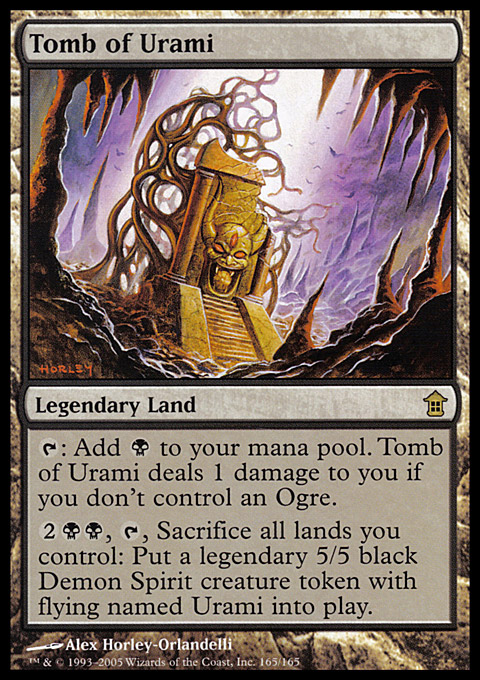 Tomb of Urami
HORLEY
Legendary Land
: Add to your mana pool. Tomb
of Urami deals 1 damage to you if
you don't control an Ogre.
2 , , Sacrifice all lands you
control: Put a legendary 5/5 black
Demon Spirit creature token with
flying named Urami into play.
Alex Horley-Orlandelli
™ & © 1993–2005 Wizards of the Coast, Inc. 165/165